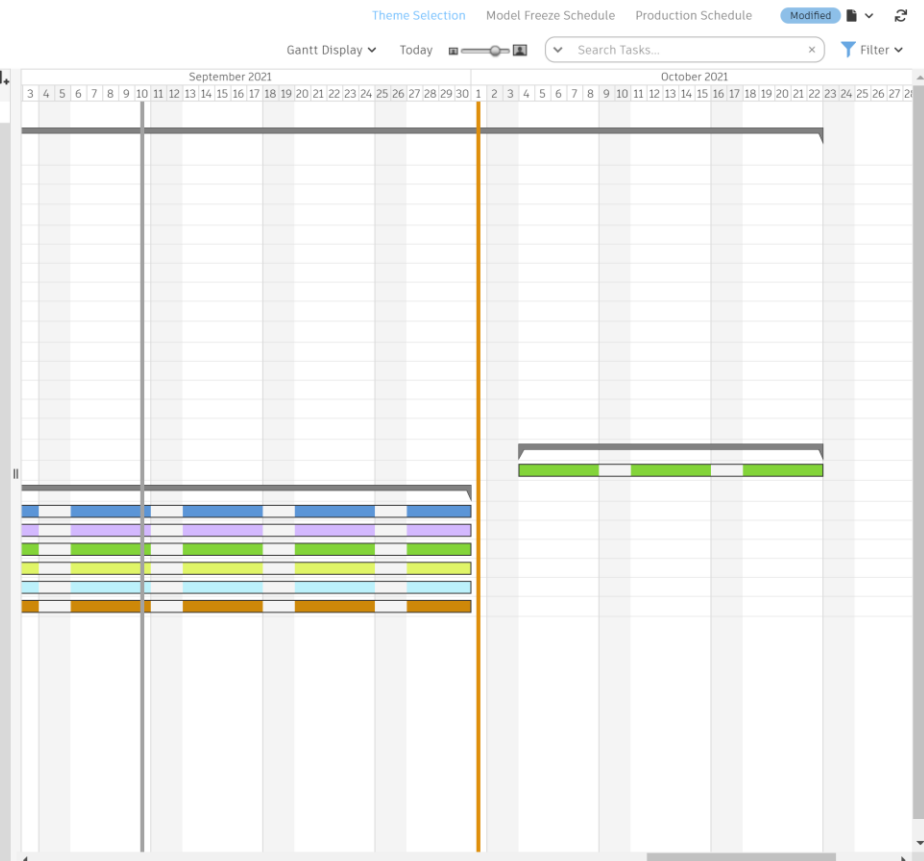 Theme Selection Model Freeze Schedule Production Schedule Modified
Gantt Display Today Search Tasks... × Filter
September 2021 October 2021
3 4 5 6 7 8 9 10 11 12 13 14 15 16 17 18 19 20 21 22 23 24 25 26 27 28 29 30 1 2 3 4 5 6 7 8 9 10 11 12 13 14 15 16 17 18 19 20 21 22 23 24 25 26 27